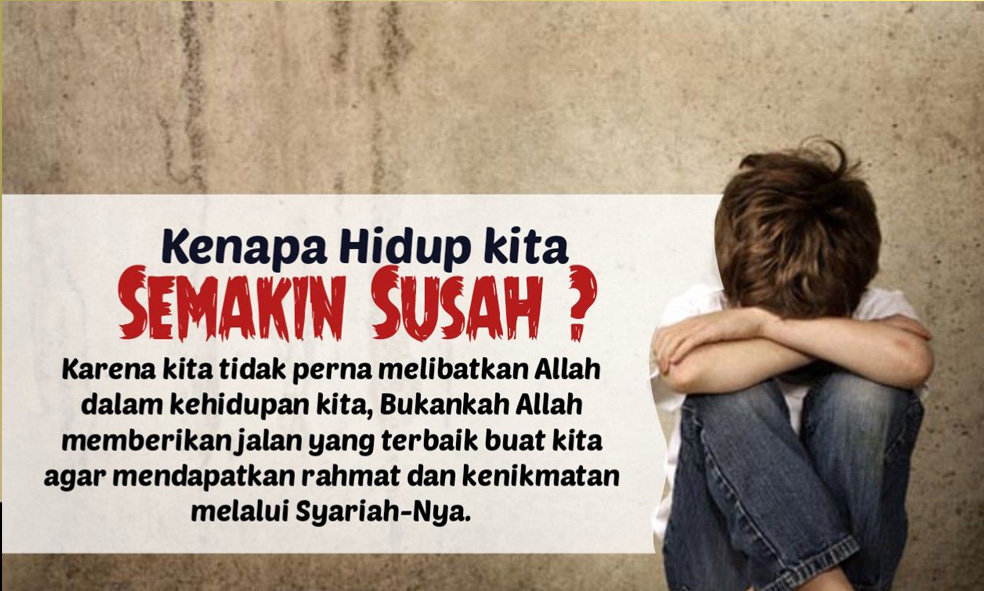 Kenapa Hidup kita
SEMAKIN SUSAH ?
Karena kita tidak perna melibatkan Allah
dalam kehidupan kita, Bukankah Allah
memberikan jalan yang terbaik buat kita
agar mendapatkan rahmat dan kenikmatan
melalui Syariah-Nya.